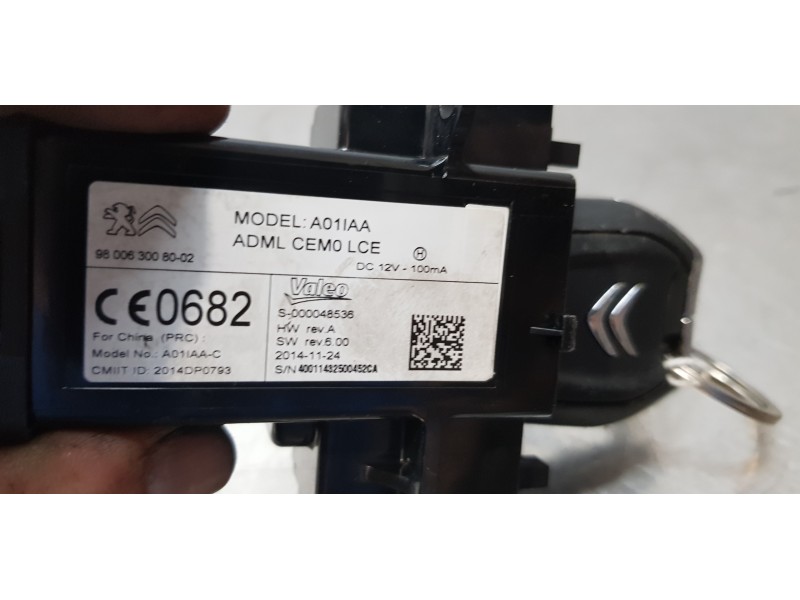 MODEL: A01IAA
ADML CEM0 LCE
H
98 006 300 80-02
DC 12V - 100mA
CE0682
Valeo
S-000048536
HW rev.A
SW rev.6.00
2014-11-24
S/N 40011432500452CA
For China (PRC) :
Model No.: A01IAA-C
CMIIT ID: 2014DP0793